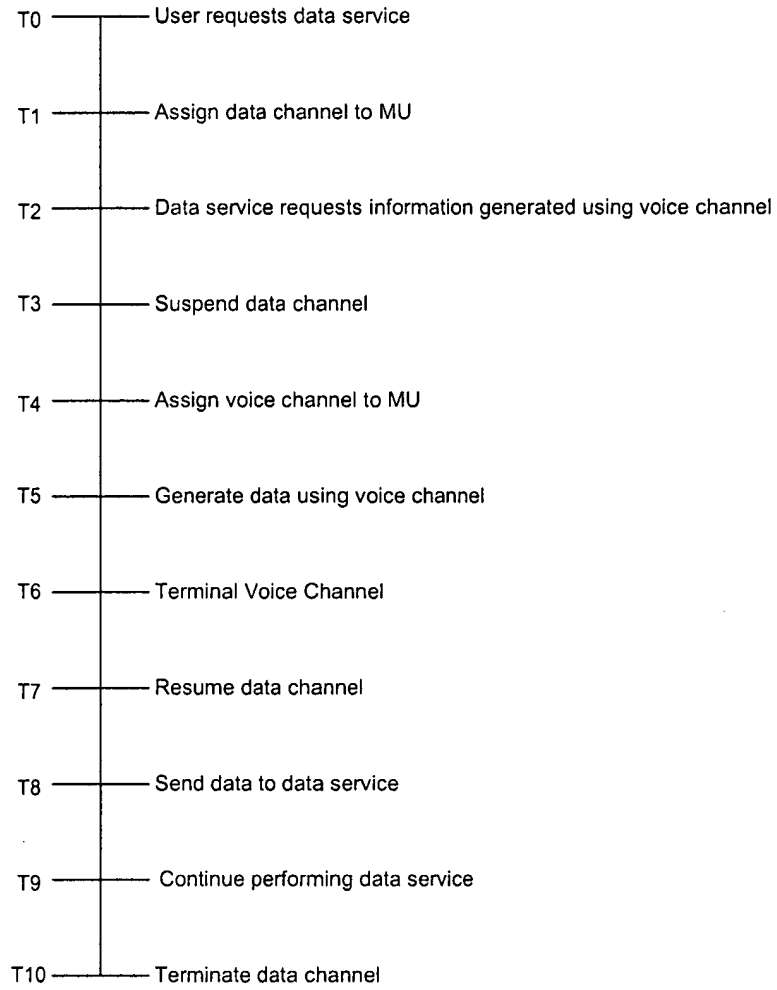 T0 User requests data service
T1 Assign data channel to MU
T2 Data service requests information generated using voice channel
T3 Suspend data channel
T4 Assign voice channel to MU
T5 Generate data using voice channel
T6 Terminal Voice Channel
T7 Resume data channel
T8 Send data to data service
T9 Continue performing data service
T10 Terminate data channel